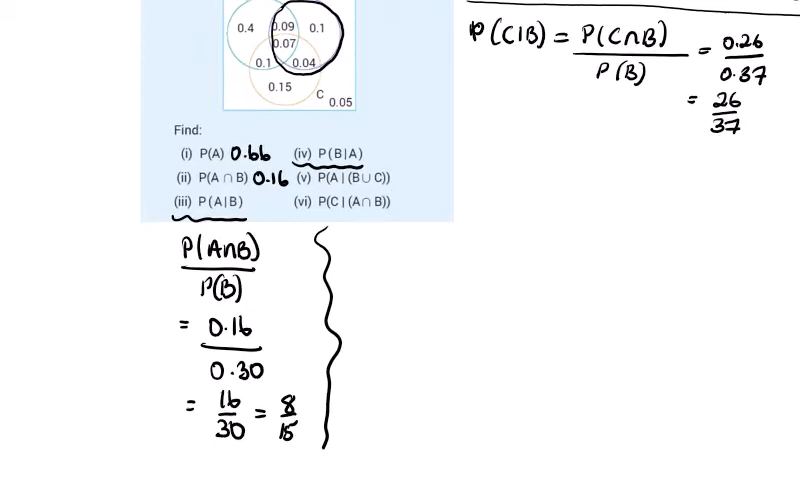 0.4 0.09 0.1
0.07
0.1 0.04
0.15
C
0.05
Find:
(i) P(A) 0.66 (iv) P(B|A)
(ii) P(A ∩ B) 0.16 (v) P(A | (B ∪ C))
(iii) P(A|B) (vi) P(C | (A ∩ B))
P(A∩B)
P(B)
= 0.16
0.30
= 16 = 8
30 15
P(C|B) = P(C∩B) = 0.26
P(B) 0.37
= 26
37